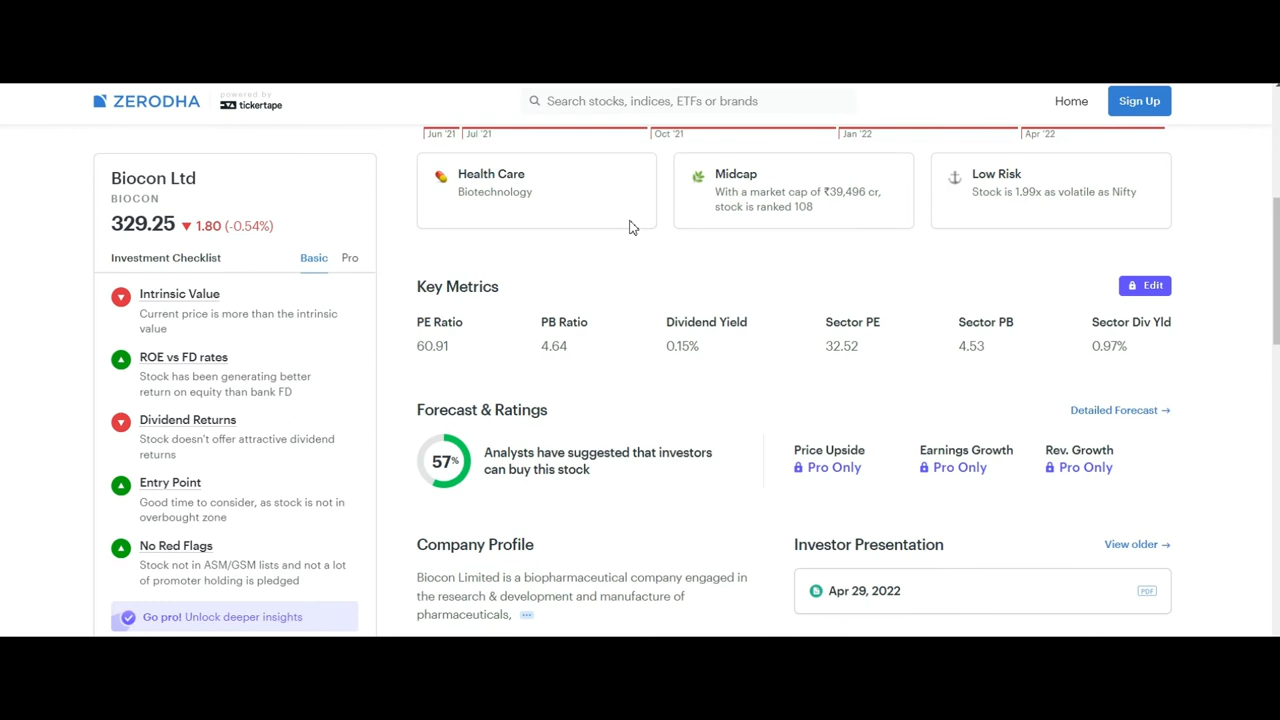 ZERODHA
powered by
tickertape
Search stocks, indices, ETFs or brands
Home
Sign Up
Jun '21
Jul '21
Oct '21
Jan '22
Apr '22
Biocon Ltd
BIOCON
329.25 ▼ 1.80 (-0.54%)
Investment Checklist
Basic
Pro
Intrinsic Value
Current price is more than the intrinsic
value
ROE vs FD rates
Stock has been generating better
return on equity than bank FD
Dividend Returns
Stock doesn't offer attractive dividend
returns
Entry Point
Good time to consider, as stock is not in
overbought zone
No Red Flags
Stock not in ASM/GSM lists and not a lot
of promoter holding is pledged
Go pro! Unlock deeper insights
Health Care
Biotechnology
Midcap
With a market cap of ₹39,496 cr,
stock is ranked 108
Low Risk
Stock is 1.99x as volatile as Nifty
Key Metrics
Edit
PE Ratio
60.91
PB Ratio
4.64
Dividend Yield
0.15%
Sector PE
32.52
Sector PB
4.53
Sector Div Yld
0.97%
Forecast & Ratings
Detailed Forecast →
57%
Analysts have suggested that investors
can buy this stock
Price Upside
Pro Only
Earnings Growth
Pro Only
Rev. Growth
Pro Only
Company Profile
Biocon Limited is a biopharmaceutical company engaged in
the research & development and manufacture of
pharmaceuticals, ...
Investor Presentation
View older →
Apr 29, 2022
PDF